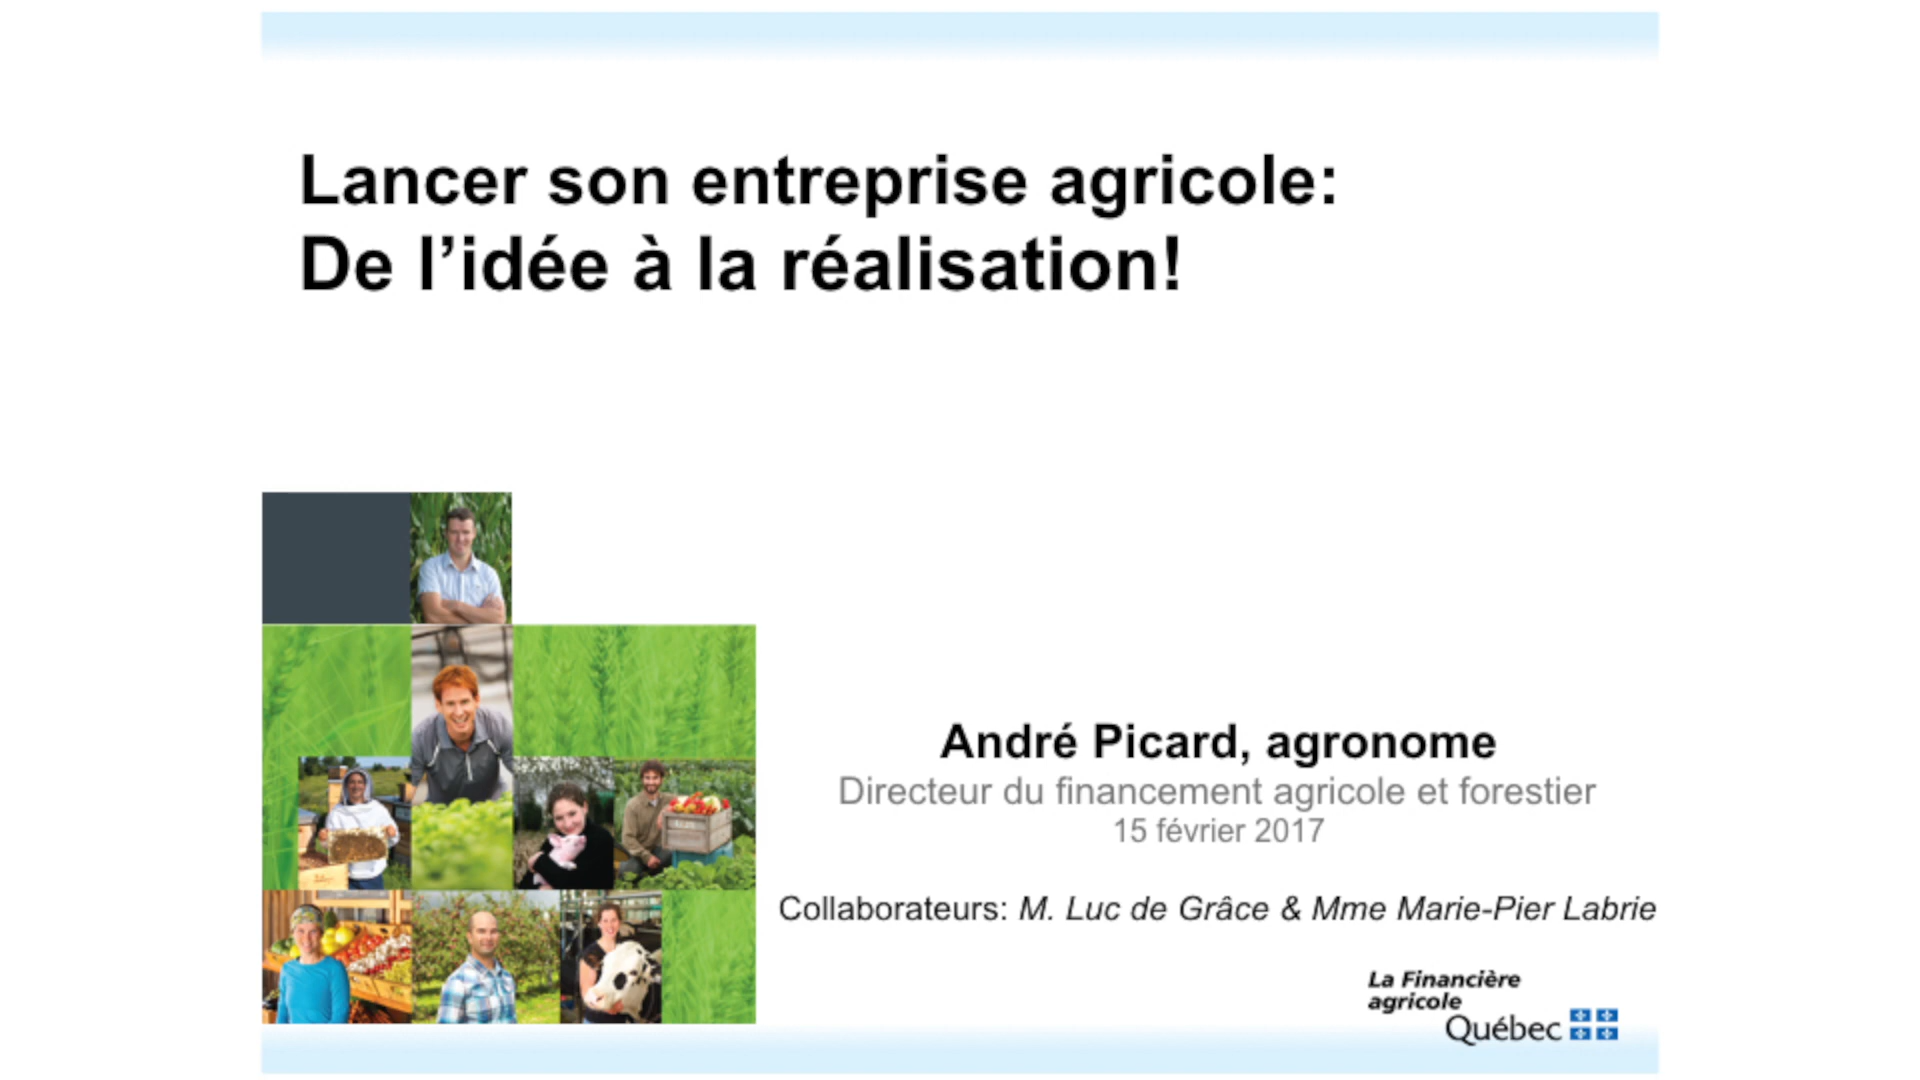 Lancer son entreprise agricole:
De l’idée à la réalisation!
André Picard, agronome
Directeur du financement agricole et forestier
15 février 2017
Collaborateurs: M. Luc de Grâce & Mme Marie-Pier Labrie
La Financière
agricole
Québec